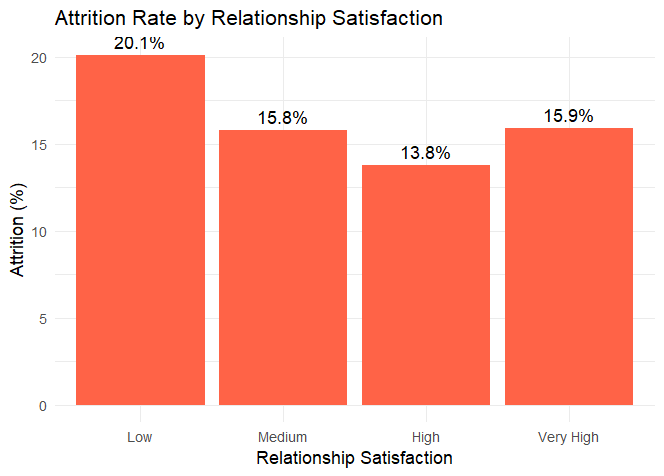 Attrition Rate by Relationship Satisfaction
20.1%
15.8%
13.8%
15.9%
20
15
10
5
0
Attrition (%)
Low
Medium
High
Very High
Relationship Satisfaction